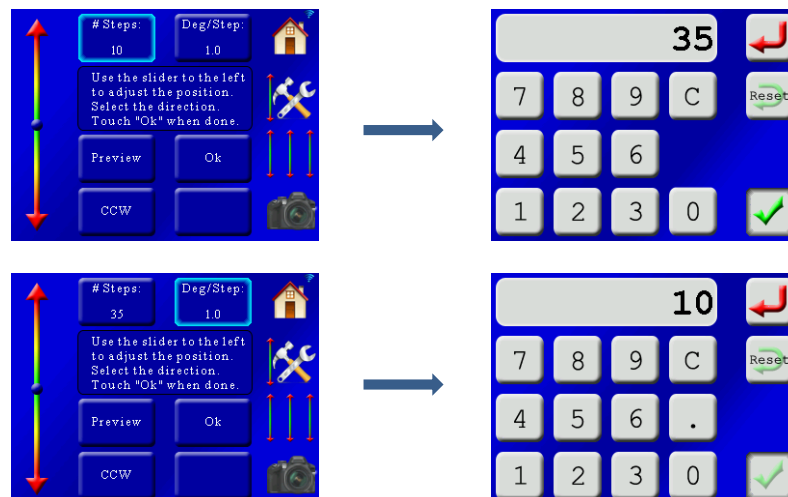 # Steps:
10
Deg/Step:
1.0
Use the slider to the left
to adjust the position.
Select the direction.
Touch "Ok" when done.
Preview
Ok
CCW
35
7 8 9 C
Reset
4 5 6
1 2 3 0
# Steps:
35
Deg/Step:
1.0
Use the slider to the left
to adjust the position.
Select the direction.
Touch "Ok" when done.
Preview
Ok
CCW
10
7 8 9 C
Reset
4 5 6 .
1 2 3 0